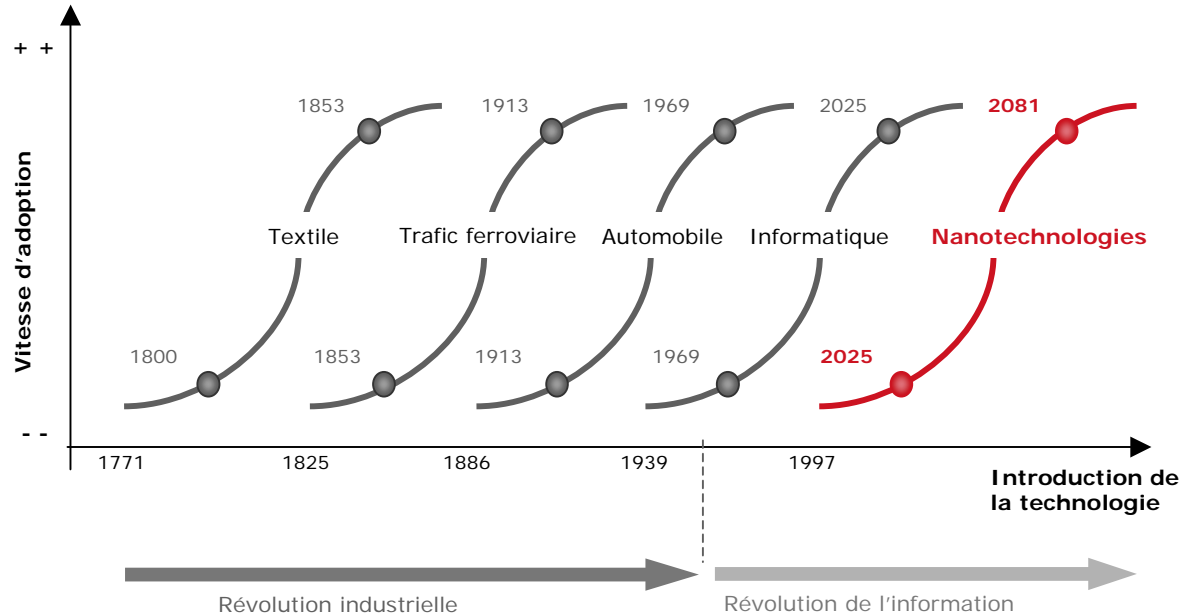 + +
Vitesse d'adoption
- -
1853
1913
1969
2025
2081
Textile
Trafic ferroviaire
Automobile
Informatique
Nanotechnologies
1800
1853
1913
1969
2025
1771
1825
1886
1939
1997
Introduction de
la technologie
Révolution industrielle
Révolution de l'information